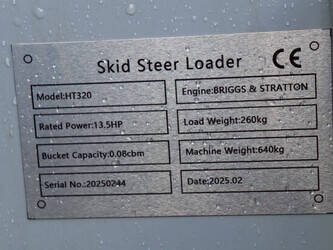 Skid Steer Loader CE
Model:HT320
Engine:BRIGGS & STRATTON
Rated Power:13.5HP
Load Weight:260kg
Bucket Capacity:0.08cbm
Machine Weight:640kg
Serial No.:20250244
Date:2025.02